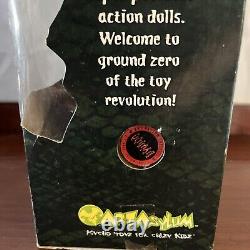 action dolls.
Welcome to
ground zero
of the toy
revolution!
PSYCHO TOYS FOR CRAZY KIDZ